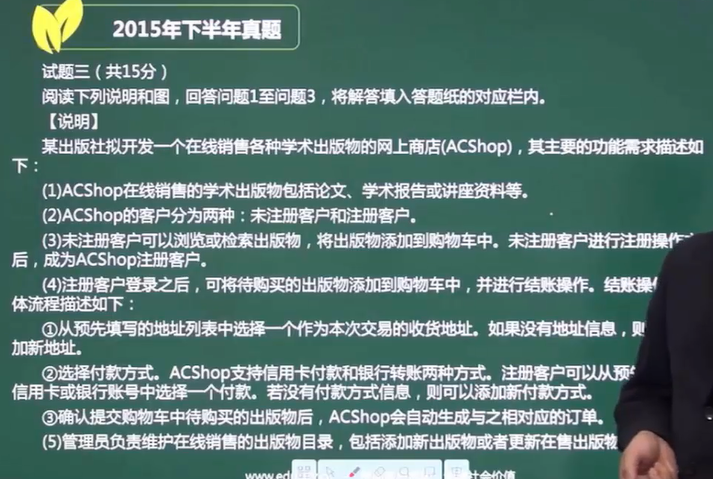 2015年下半年真题
试题三（共15分）
阅读下列说明和图，回答问题1至问题3，将解答填入答题纸的对应栏内。
【说明】
某出版社拟开发一个在线销售各种学术出版物的网上商店(ACShop)，其主要的功能需求描述如
下：
(1)ACShop在线销售的学术出版物包括论文、学术报告或讲座资料等。
(2)ACShop的客户分为两种：未注册客户和注册客户。
(3)未注册客户可以浏览或检索出版物，将出版物添加到购物车中。未注册客户进行注册操作
后，成为ACShop注册客户。
(4)注册客户登录之后，可将待购买的出版物添加到购物车中，并进行结账操作。结账操
体流程描述如下：
①从预先填写的地址列表中选择一个作为本次交易的收货地址。如果没有地址信息，则
加新地址。
②选择付款方式。ACShop支持信用卡付款和银行转账两种方式。注册客户可以从预
信用卡或银行账号中选择一个付款。若没有付款方式信息，则可以添加新付款方式。
③确认提交购物车中待购买的出版物后，ACShop会自动生成与之相对应的订单。
(5)管理员负责维护在线销售的出版物目录，包括添加新出版物或者更新在售出版物
www.ed 社会价值